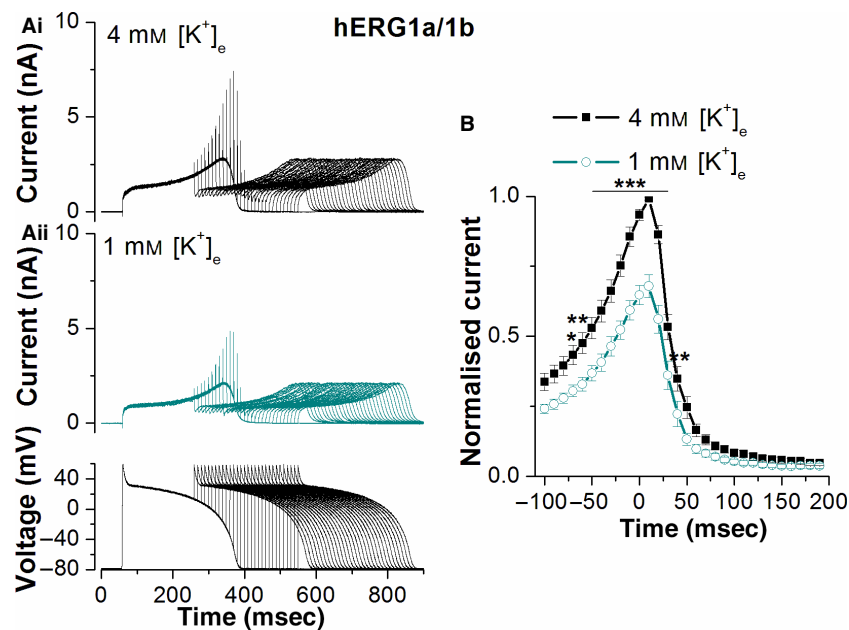 Ai
10
4 mM [K⁺]e
hERG1a/1b
Current (nA)
5
0
Aii
10
1 mM [K⁺]e
Current (nA)
5
0
Voltage (mV)
40
0
−40
−80
0 200 400 600 800
Time (msec)
B
4 mM [K⁺]e
1 mM [K⁺]e
Normalised current
1.0
0.5
0.0
***
**
*
**
−100 −50 0 50 100 150 200
Time (msec)